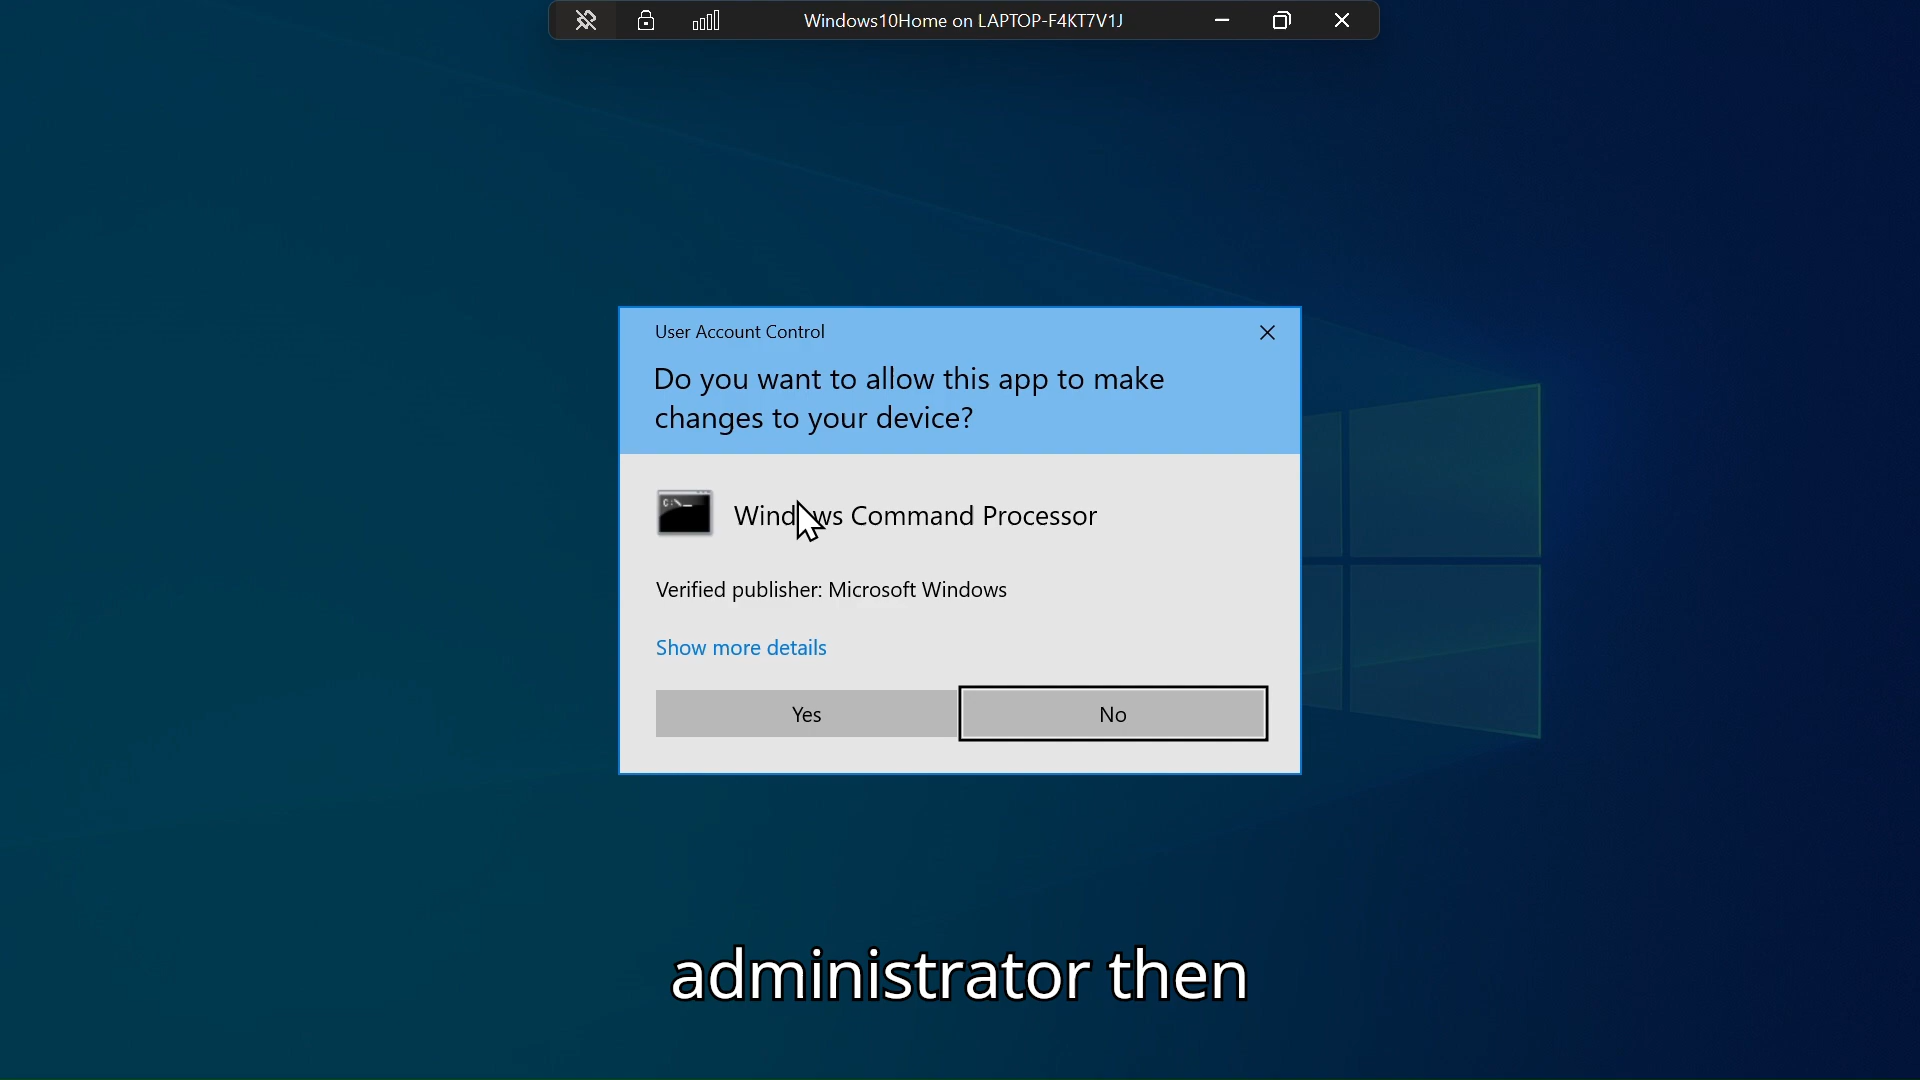 Windows10Home on LAPTOP-F4KT7V1J
User Account Control
Do you want to allow this app to make
changes to your device?
C:\_
Windows Command Processor
Verified publisher: Microsoft Windows
Show more details
Yes
No
administrator then